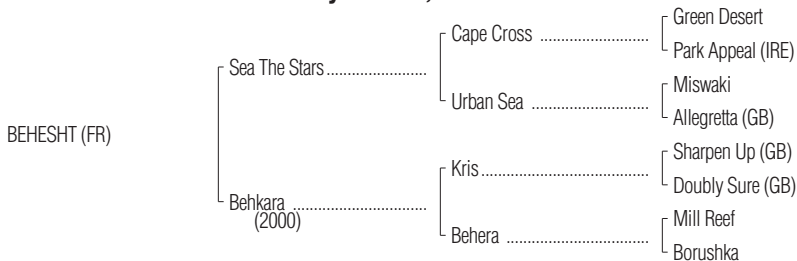 Green Desert
Cape Cross ....................
Park Appeal (IRE)
Sea The Stars.........................
Miswaki
Urban Sea .....................
Allegretta (GB)
BEHESHT (FR)
Sharpen Up (GB)
Kris...................................
Doubly Sure (GB)
Behkara .................................
(2000)
Mill Reef
Behera ...........................
Borushka